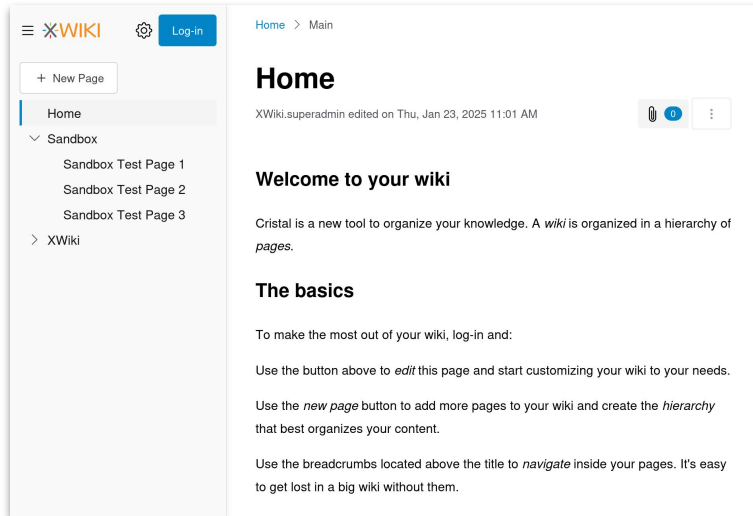 XWIKI
Log-in
+ New Page
Home
Sandbox
Sandbox Test Page 1
Sandbox Test Page 2
Sandbox Test Page 3
XWiki
Home > Main
Home
XWiki.superadmin edited on Thu, Jan 23, 2025 11:01 AM
0
Welcome to your wiki
Cristal is a new tool to organize your knowledge. A wiki is organized in a hierarchy of
pages.
The basics
To make the most out of your wiki, log-in and:
Use the button above to edit this page and start customizing your wiki to your needs.
Use the new page button to add more pages to your wiki and create the hierarchy
that best organizes your content.
Use the breadcrumbs located above the title to navigate inside your pages. It's easy
to get lost in a big wiki without them.